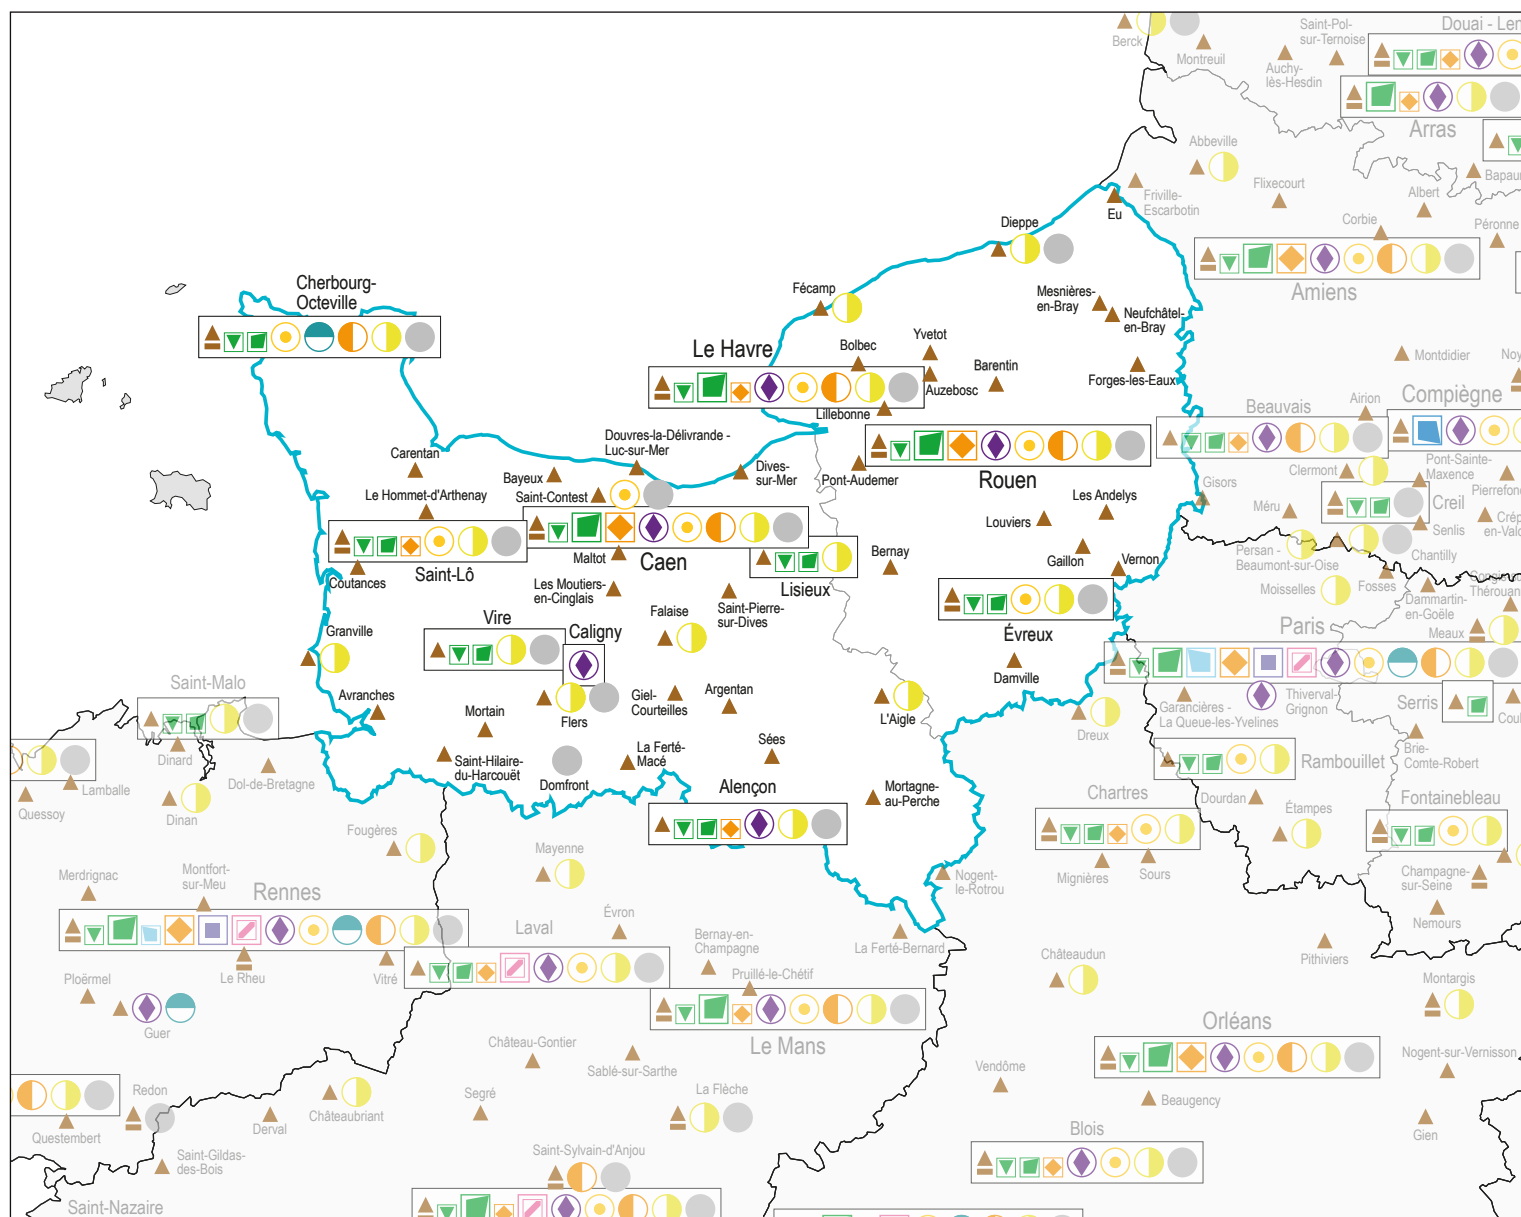 Berck
Montreuil
Saint-Pol-
sur-Ternoise
Auchy-
lès-Hesdin
Douai - Len
Arras
Abbeville
Bapau
Friville-
Escarbotin
Flixecourt
Albert
Corbie
Péronne
Amiens
Eu
Dieppe
Cherbourg-
Octeville
Fécamp
Mesnières-
en-Bray
Neufchâtel-
en-Bray
Yvetot
Bolbec
Le Havre
Barentin
Auzebosc
Forges-les-Eaux
Lillebonne
Montdidier
Noy
Compiègne
Airion
Beauvais
Rouen
Pont-Audemer
Gisors
Clermont
Pont-Sainte-
Maxence
Pierrefon
Méru
Creil
Senlis
Crép
en-Valo
Persan -
Beaumont-sur-Oise
Chantilly
Carentan
Douvres-la-Délivrande -
Luc-sur-Mer
Bayeux
Dives-
sur-Mer
Le Hommet-d'Arthenay
Saint-Contest
Les Andelys
Louviers
Maltot
Caen
Saint-Lô
Coutances
Lisieux
Bernay
Gaillon
Vernon
Les Moutiers-
en-Cinglais
Saint-Pierre-
sur-Dives
Falaise
Évreux
Moisselles
Fosses
Dammartin-
en-Goële
Thérouan
Meaux
Paris
Vire
Caligny
Granville
Damville
Giel-
Courteilles
Argentan
L'Aigle
Flers
Avranches
Mortain
Saint-Malo
Dinard
Garancières -
La Queue-les-Yvelines
Thiverval-
Grignon
Serris
Coul
Dreux
Brie-
Comte-Robert
Rambouillet
Saint-Hilaire-
du-Harcouët
Domfront
La Ferté-
Macé
Sées
Alençon
Mortagne-
au-Perche
Lamballe
Quessoy
Dol-de-Bretagne
Dinan
Chartres
Dourdan
Étampes
Fontainebleau
Fougères
Mayenne
Nogent-
le-Rotrou
Mignières
Sours
Champagne-
sur-Seine
Nemours
Merdrignac
Montfort-
sur-Meu
Rennes
Laval
Évron
Bernay-en-
Champagne
La Ferté-Bernard
Pithiviers
Châteaudun
Montargis
Ploërmel
Le Rheu
Vitré
Pruillé-le-Chétif
Guer
Le Mans
Orléans
Château-Gontier
Sablé-sur-Sarthe
Vendôme
Nogent-sur-Vernisson
Redon
Questembert
Derval
Châteaubriant
Segré
La Flèche
Beaugency
Blois
Gien
Saint-Gildas-
des-Bois
Saint-Sylvain-d'Anjou
Saint-Nazaire